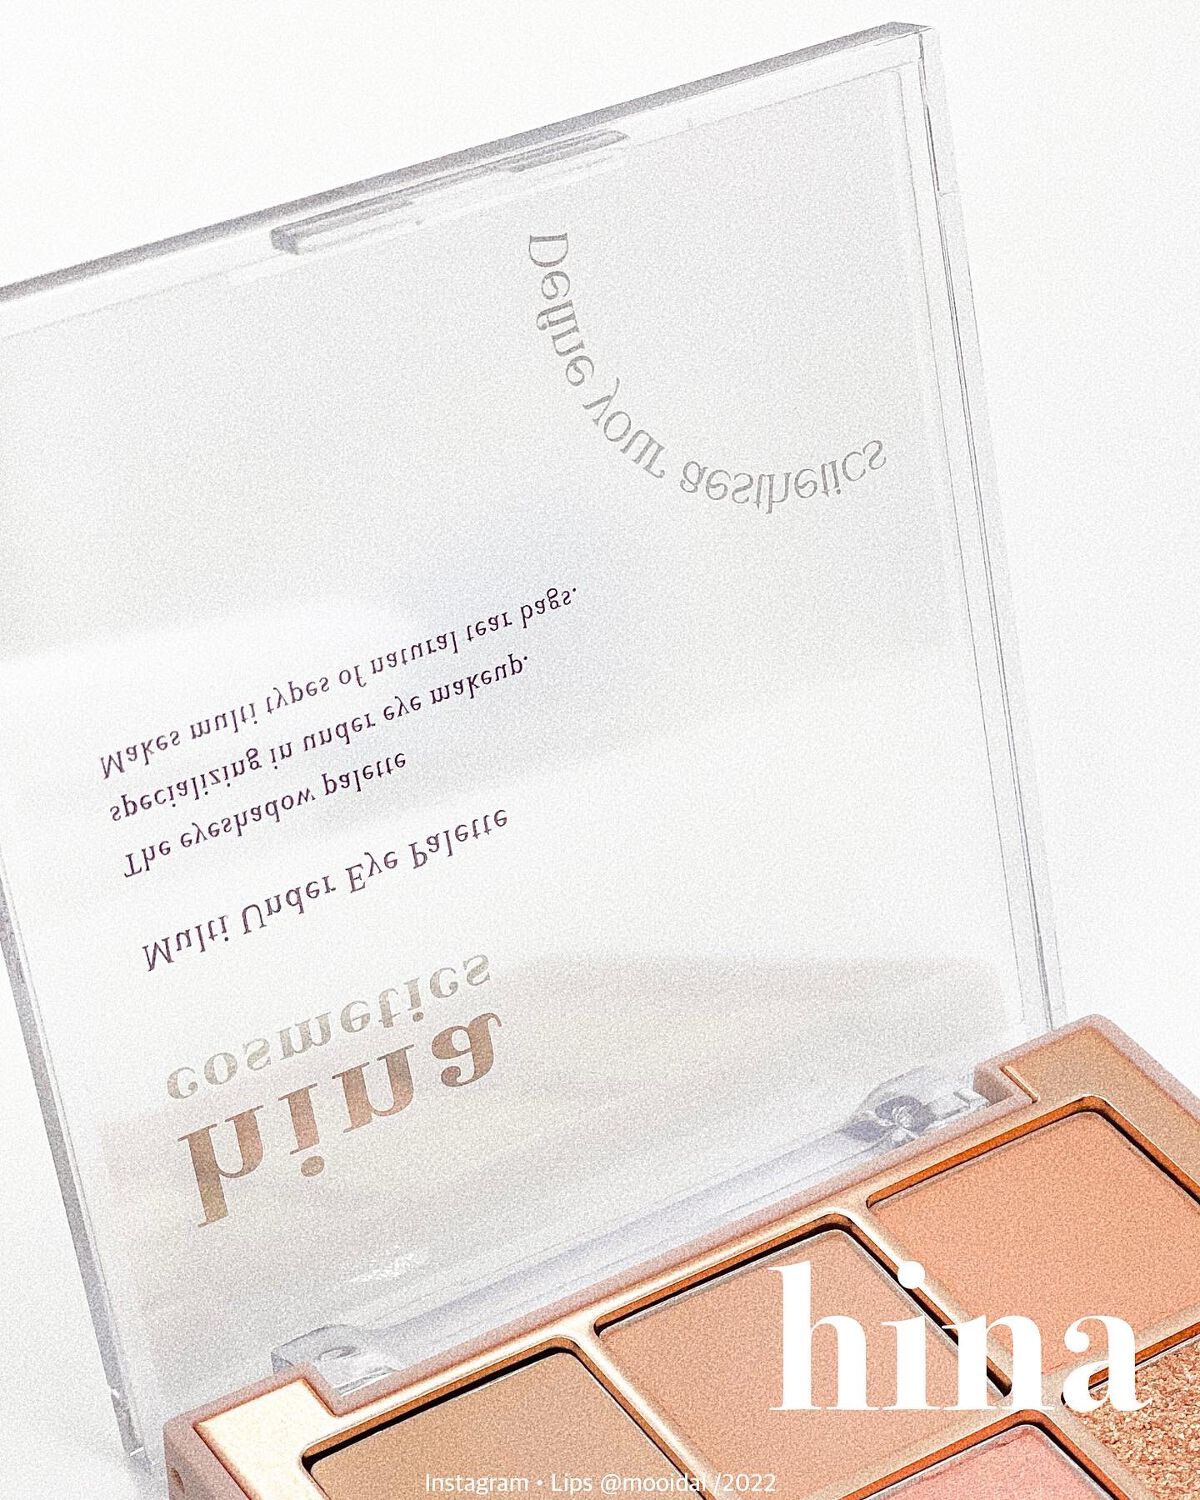 Define your aesthetics
Makes multi types of natural tear bags.
specializing in under eye makeup.
The eyeshadow palette
Multi Under Eye Palette
cosmetics
hina
hina
Instagram • Lips @mooidal /2022